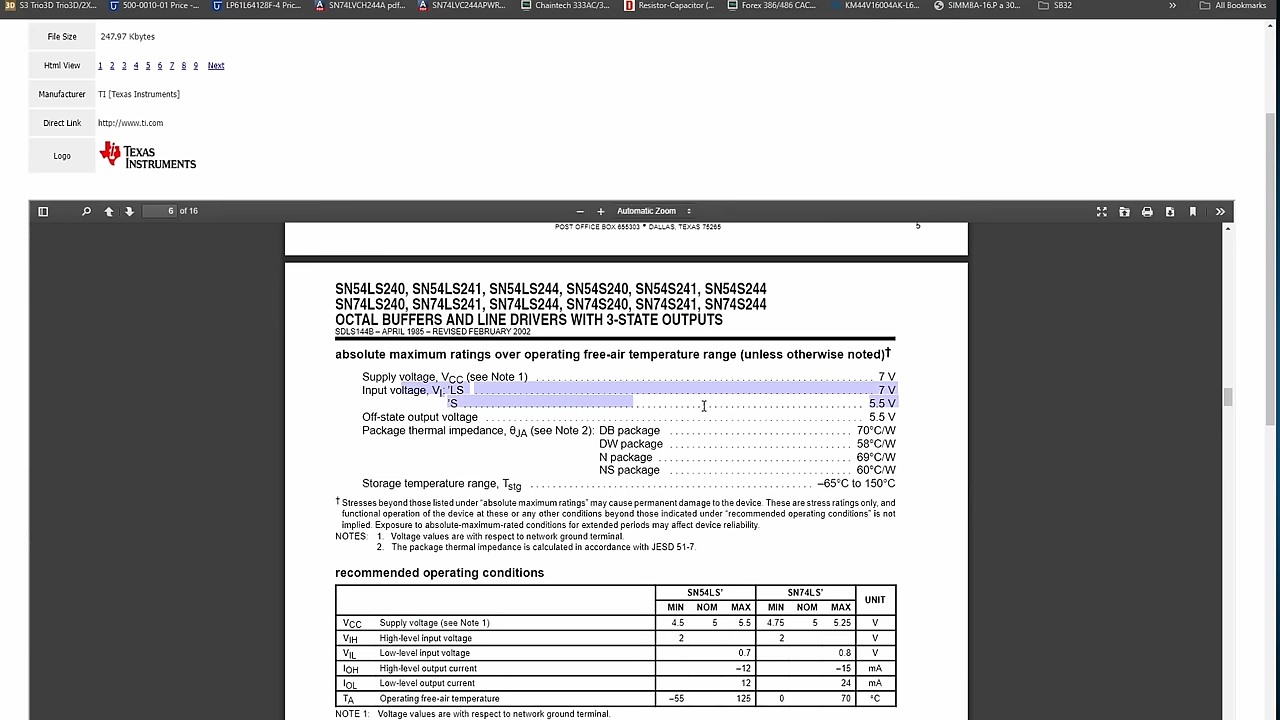 S3 Trio3D Trio3D/2X... 500-0010-01 Price -... LP61L64128F-4 Pric... SN74LVCH244A pdf... SN74LVC244APWR... Chaintech 333AC/3... Resistor-Capacitor (... Forex 386/486 CAC... KM44V16004AK-L6... SIMMBA-16.P a 30... SB32 » All Bookmarks
File Size 247.97 Kbytes
Html View 1 2 3 4 5 6 7 8 9 Next
Manufacturer TI [Texas Instruments]
Direct Link http://www.ti.com
Logo TEXAS INSTRUMENTS
6 of 16 − + Automatic Zoom »
POST OFFICE BOX 655303 • DALLAS, TEXAS 75265 5
SN54LS240, SN54LS241, SN54LS244, SN54S240, SN54S241, SN54S244
SN74LS240, SN74LS241, SN74LS244, SN74S240, SN74S241, SN74S244
OCTAL BUFFERS AND LINE DRIVERS WITH 3-STATE OUTPUTS
SDLS144B – APRIL 1985 – REVISED FEBRUARY 2002
absolute maximum ratings over operating free-air temperature range (unless otherwise noted)†
Supply voltage, VCC (see Note 1) 7 V
Input voltage, VI: 'LS 7 V
'S 5.5 V
Off-state output voltage 5.5 V
Package thermal impedance, θJA (see Note 2): DB package 70°C/W
DW package 58°C/W
N package 69°C/W
NS package 60°C/W
Storage temperature range, Tstg –65°C to 150°C
† Stresses beyond those listed under "absolute maximum ratings" may cause permanent damage to the device. These are stress ratings only, and
functional operation of the device at these or any other conditions beyond those indicated under "recommended operating conditions" is not
implied. Exposure to absolute-maximum-rated conditions for extended periods may affect device reliability.
NOTES: 1. Voltage values are with respect to network ground terminal.
2. The package thermal impedance is calculated in accordance with JESD 51-7.
recommended operating conditions
SN54LS' SN74LS' UNIT
MIN NOM MAX MIN NOM MAX
VCC Supply voltage (see Note 1) 4.5 5 5.5 4.75 5 5.25 V
VIH High-level input voltage 2 2 V
VIL Low-level input voltage 0.7 0.8 V
IOH High-level output current –12 –15 mA
IOL Low-level output current 12 24 mA
TA Operating free-air temperature –55 125 0 70 °C
NOTE 1: Voltage values are with respect to network ground terminal.